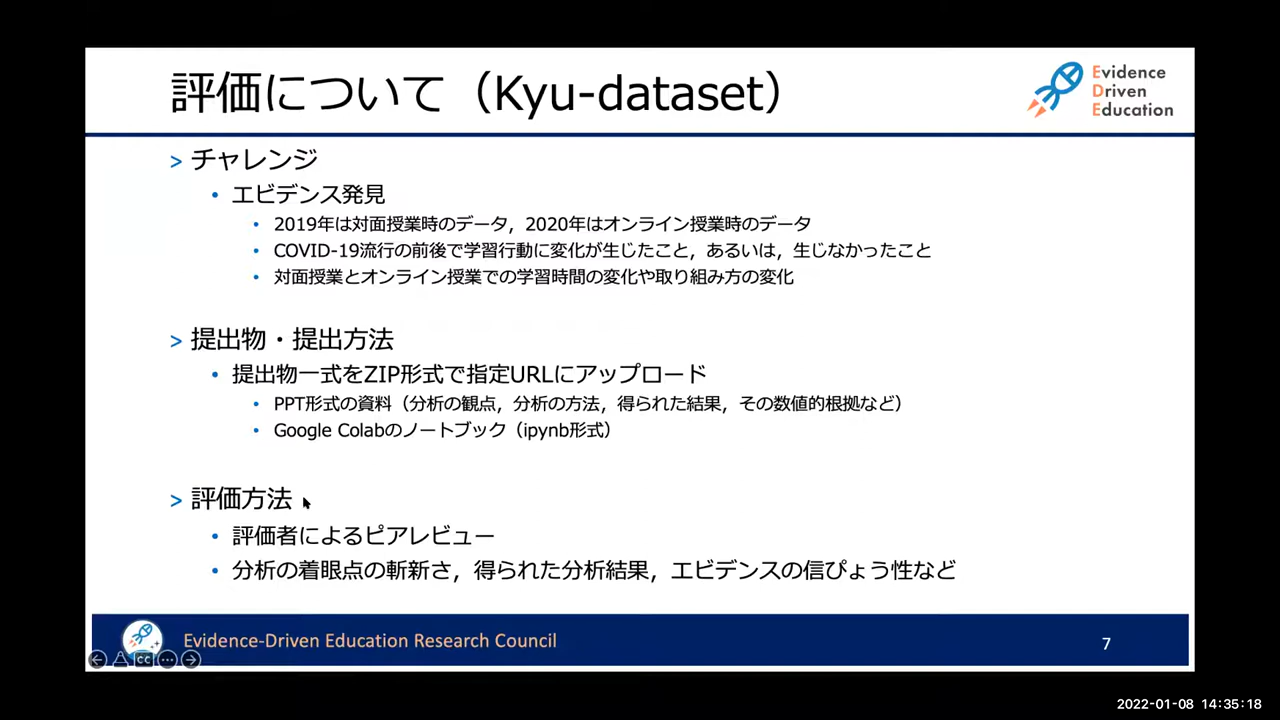 評価について（Kyu-dataset）
Evidence
Driven
Education
> チャレンジ
• エビデンス発見
• 2019年は対面授業時のデータ，2020年はオンライン授業時のデータ
• COVID-19流行の前後で学習行動に変化が生じたこと，あるいは，生じなかったこと
• 対面授業とオンライン授業での学習時間の変化や取り組み方の変化
> 提出物・提出方法
• 提出物一式をZIP形式で指定URLにアップロード
• PPT形式の資料（分析の観点，分析の方法，得られた結果，その数値的根拠など）
• Google Colabのノートブック（ipynb形式）
> 評価方法
• 評価者によるピアレビュー
• 分析の着眼点の斬新さ，得られた分析結果，エビデンスの信ぴょう性など
Evidence-Driven Education Research Council
7
CC
2022-01-08 14:35:18